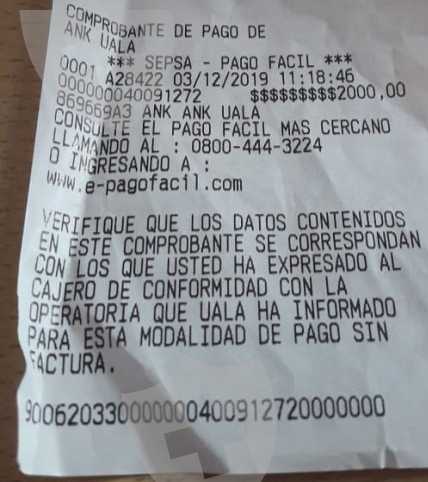 COMPROBANTE DE PAGO DE
ANK UALA
*** SEPSA - PAGO FACIL ***
0001 A28422 03/12/2019 11:18:46
000000040091272 $$$$$$$$$2000,00
869669A3 ANK ANK UALA
CONSULTE EL PAGO FACIL MAS CERCANO
LLAMANDO AL : 0800-444-3224
O INGRESANDO A :
www.e-pagofacil.com
VERIFIQUE QUE LOS DATOS CONTENIDOS
EN ESTE COMPROBANTE SE CORRESPONDAN
CON LOS QUE USTED HA EXPRESADO AL
CAJERO DE CONFORMIDAD CON LA
OPERATORIA QUE UALA HA INFORMADO
PARA ESTA MODALIDAD DE PAGO SIN
FACTURA.
900620330000000400912720000000